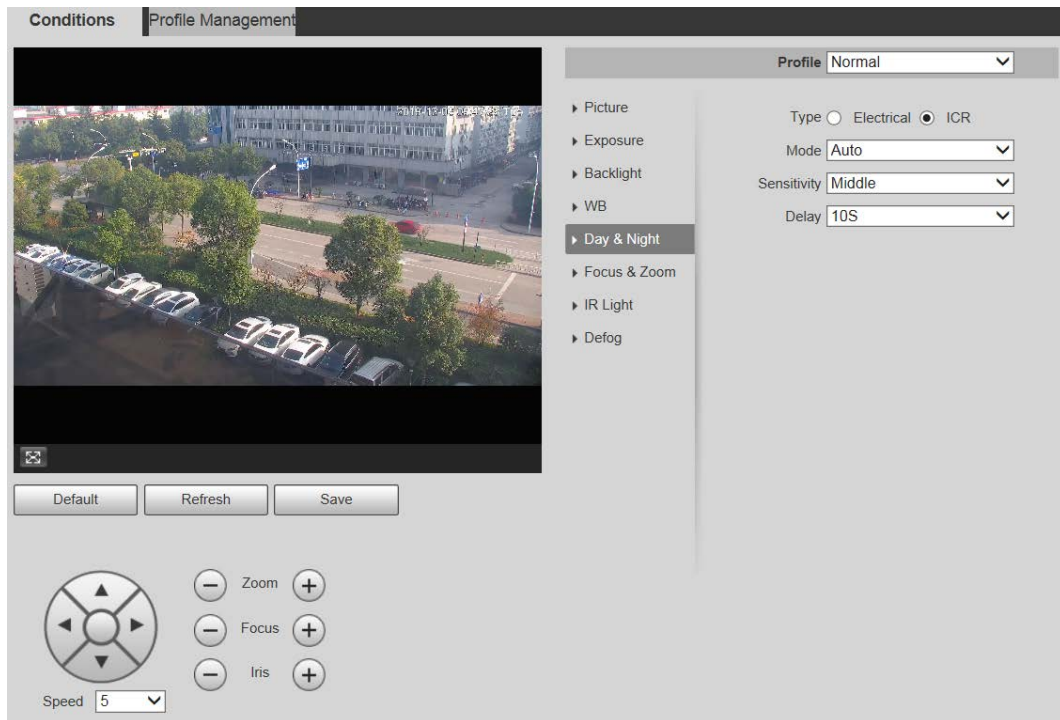 Conditions
Profile Management
Profile Normal
Picture
Exposure
Backlight
WB
Day & Night
Focus & Zoom
IR Light
Defog
Type Electrical ICR
Mode Auto
Sensitivity Middle
Delay 10S
Default Refresh Save
Zoom
Focus
Iris
Speed 5